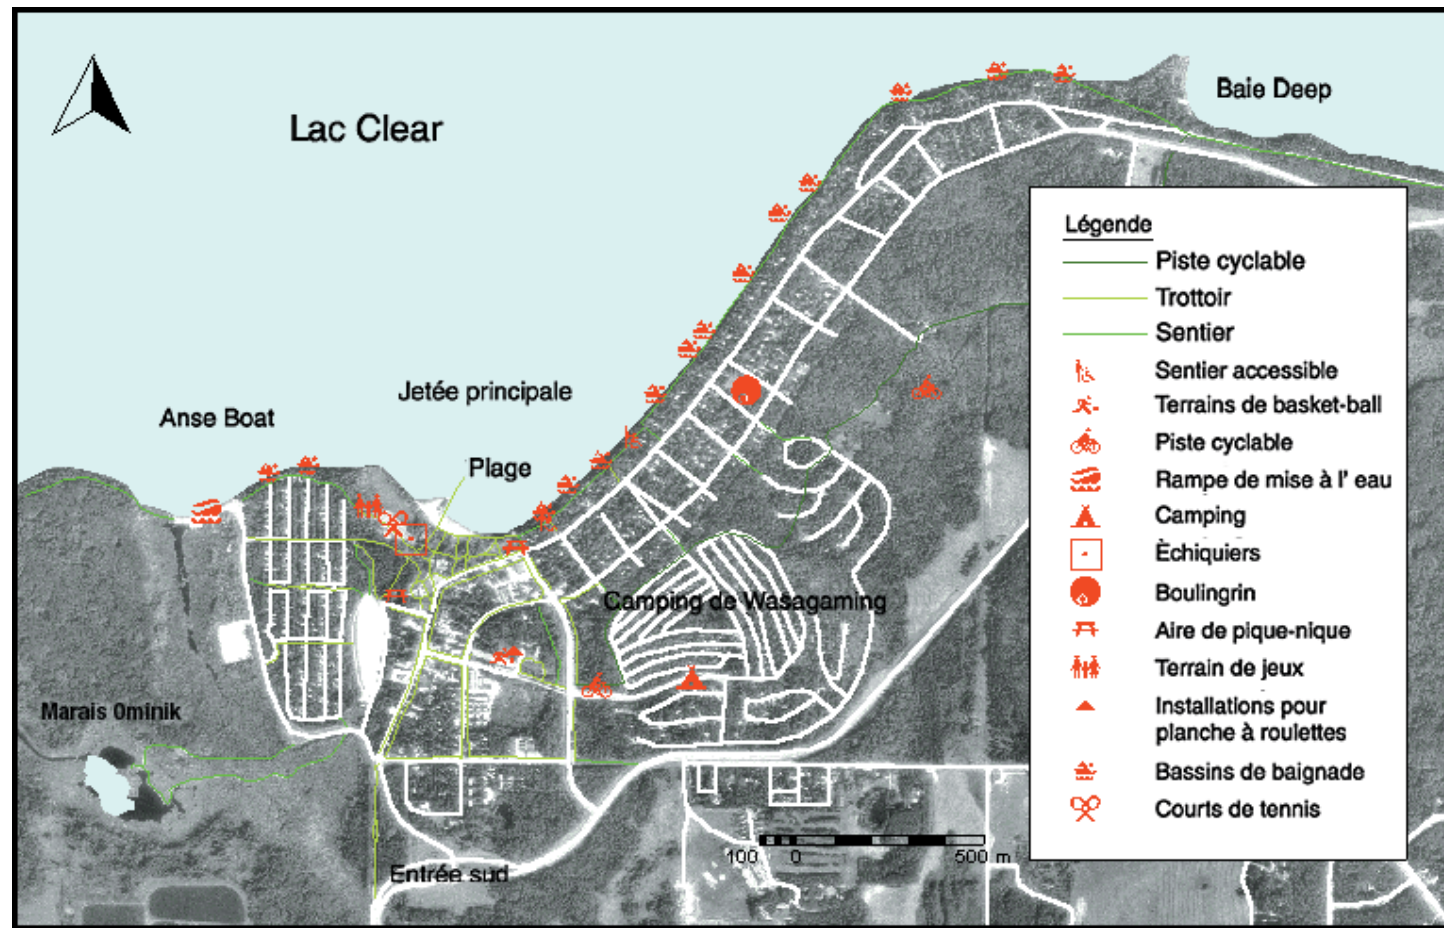 Lac Clear
Baie Deep
Jetée principale
Anse Boat
Plage
Camping de Wasagaming
Marais Ominik
Entrée sud
100 0 500 m
Légende
Piste cyclable
Trottoir
Sentier
Sentier accessible
Terrains de basket-ball
Piste cyclable
Rampe de mise à l' eau
Camping
Èchiquiers
Boulingrin
Aire de pique-nique
Terrain de jeux
Installations pour
planche à roulettes
Bassins de baignade
Courts de tennis